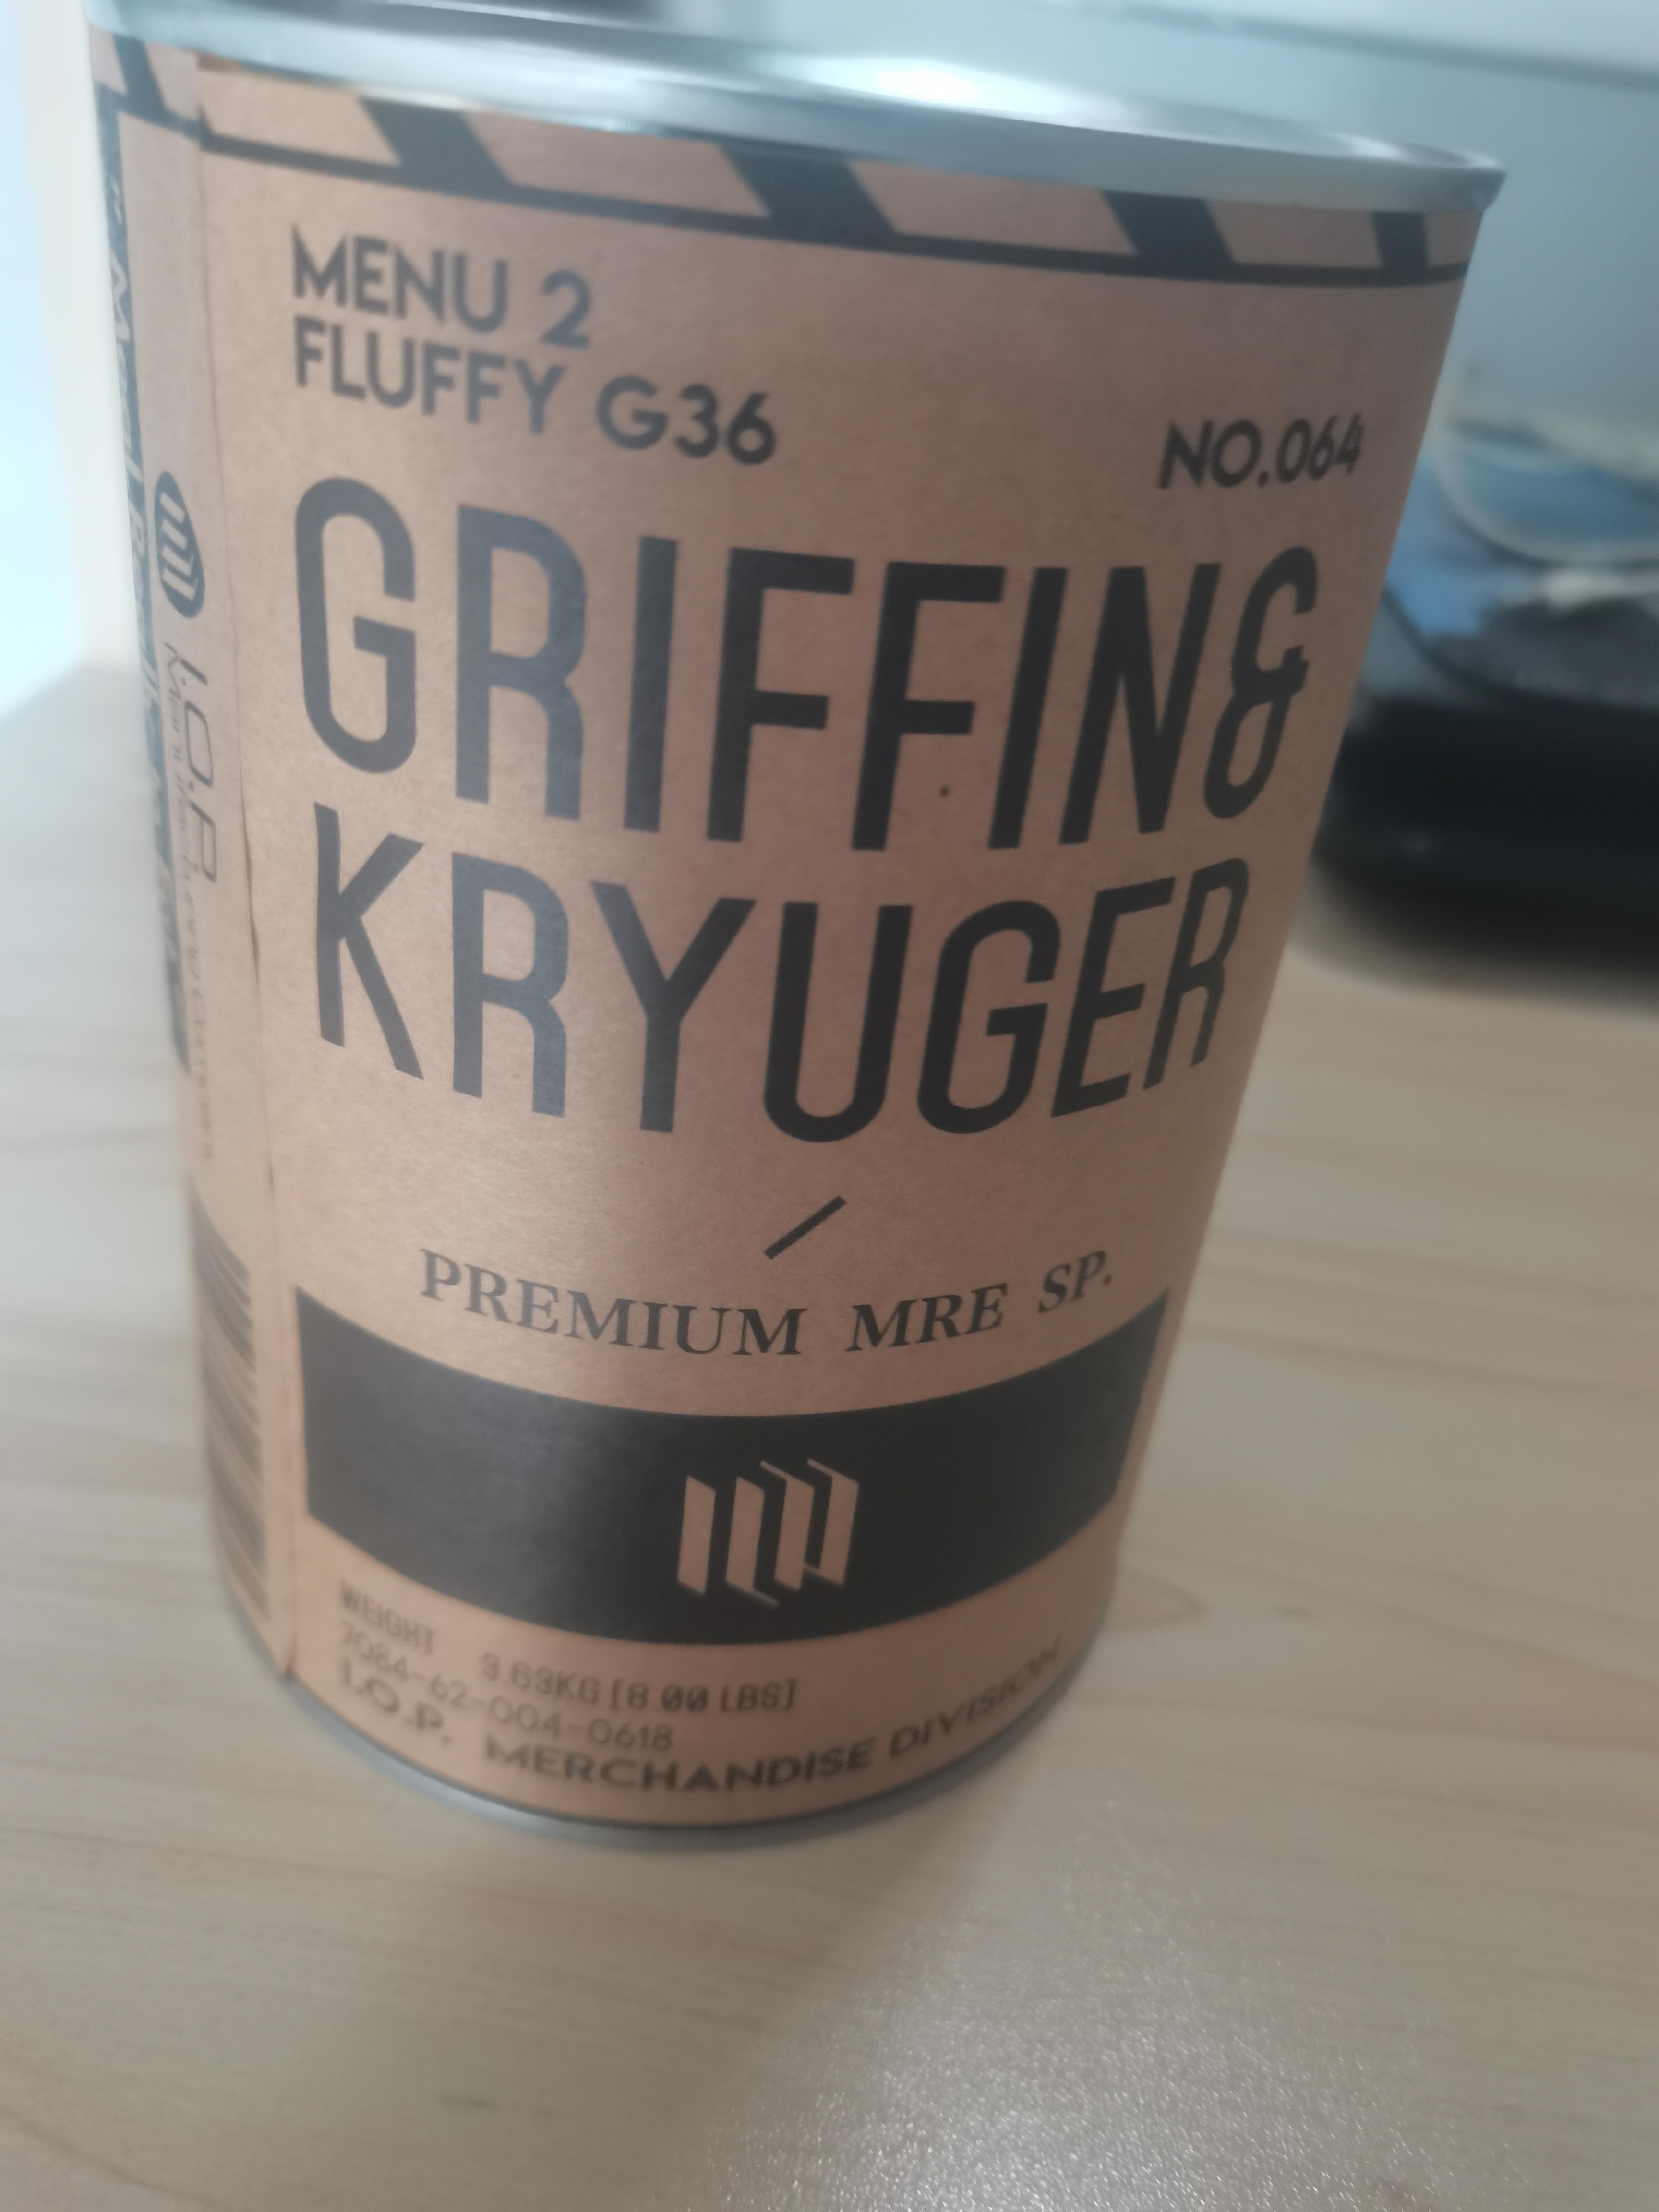 MENU 2
FLUFFY G36
NO.064
GRIFFIN&
KRYUGER
PREMIUM MRE SP.
WEIGHT 3.63KG [8.00 LBS]
7084-62-004-0618
I.O.P. MERCHANDISE DIVISION
I.O.P